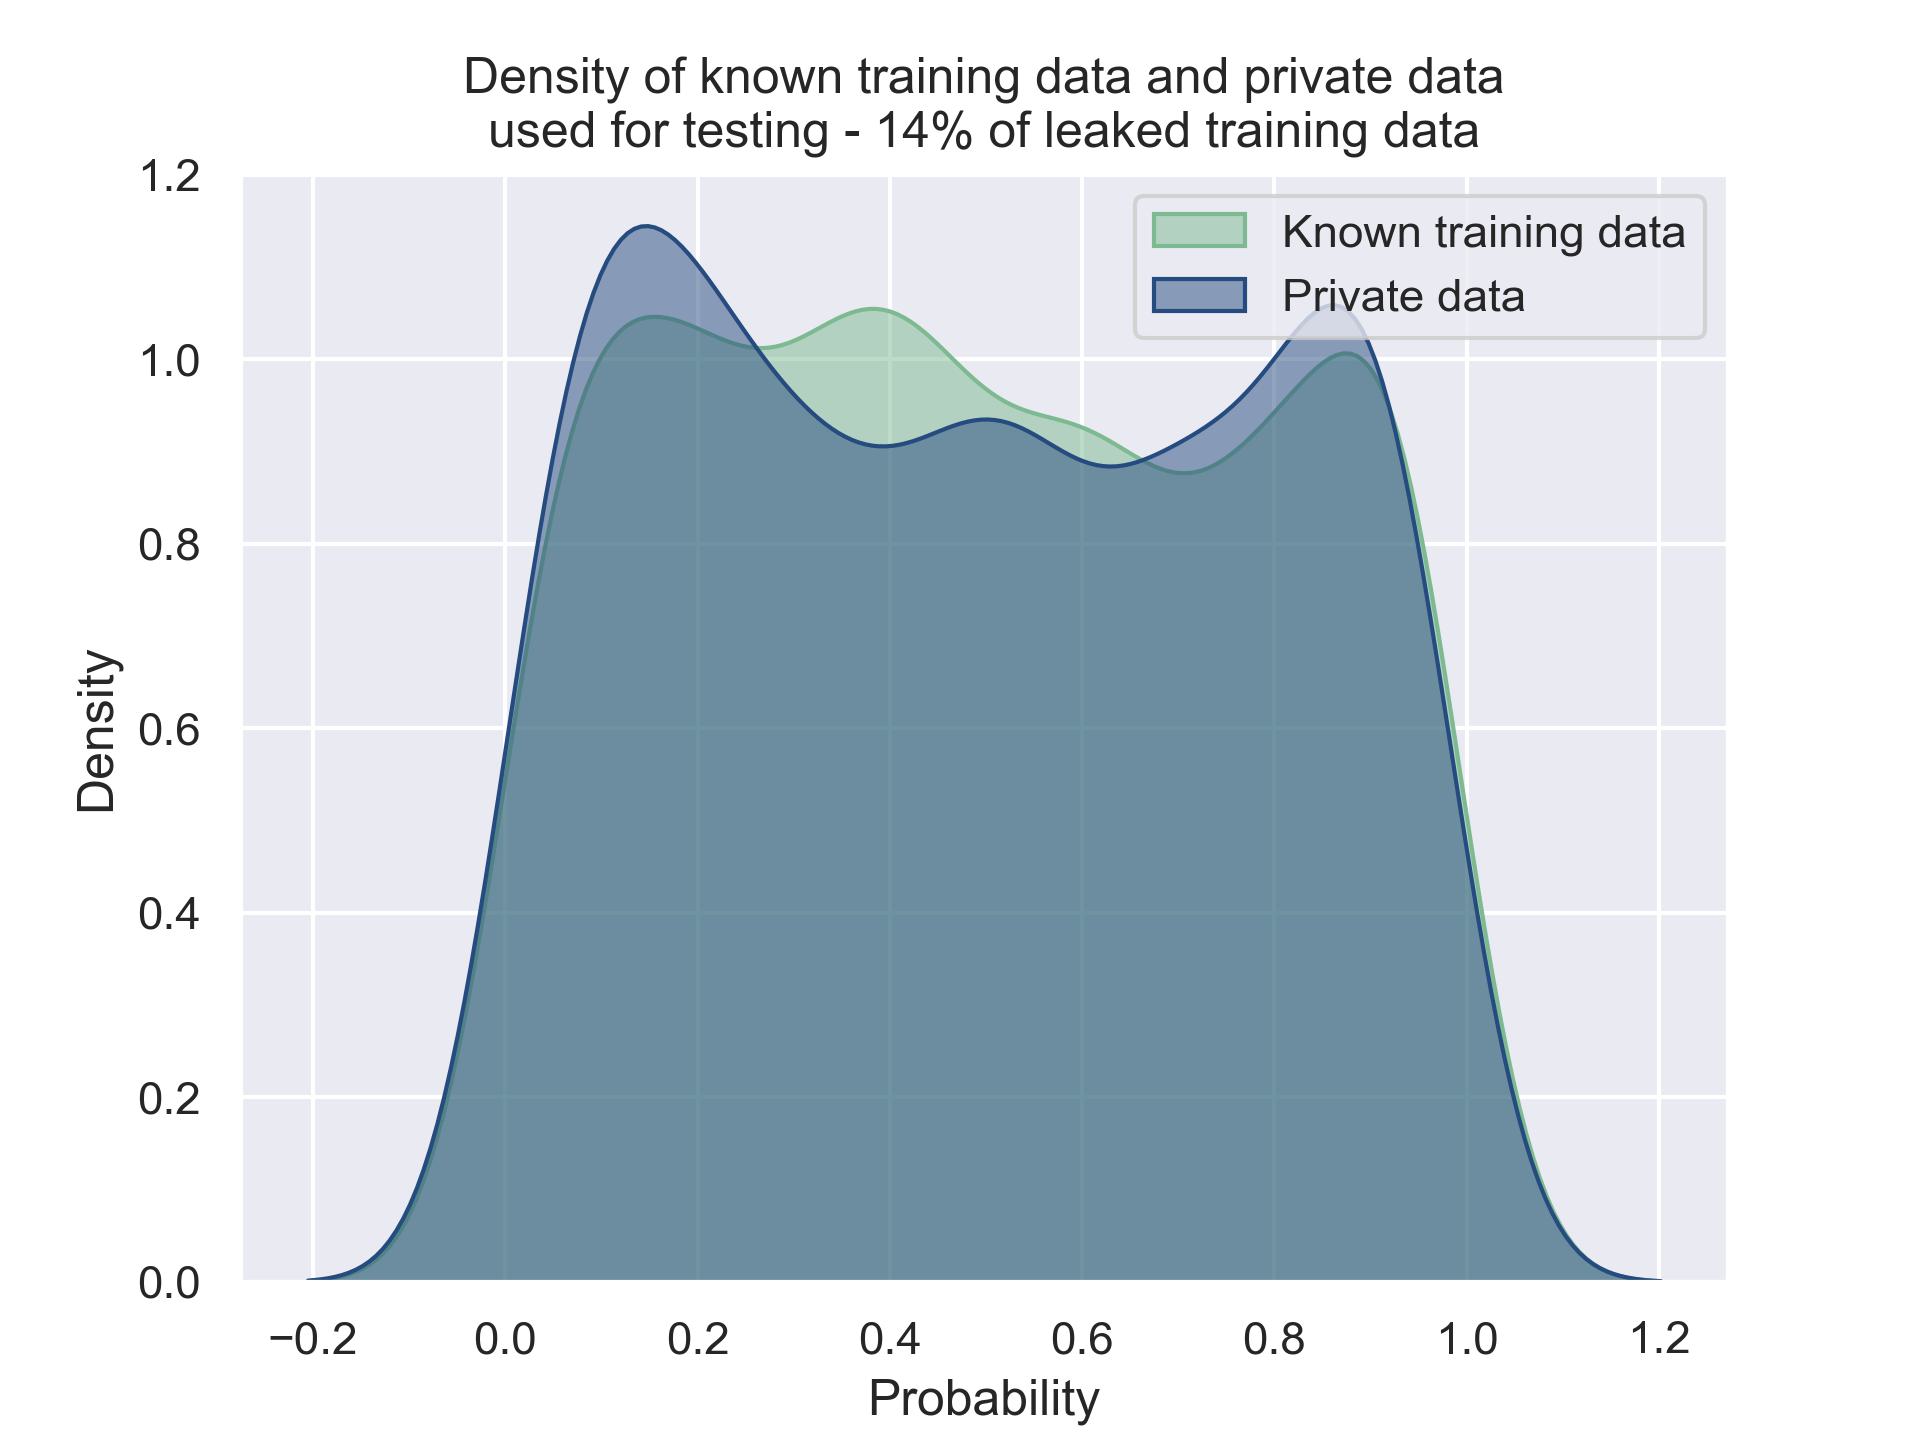 Density of known training data and private data
used for testing - 14% of leaked training data
1.2
1.0
0.8
0.6
0.4
0.2
0.0
Density
Known training data
Private data
−0.2 0.0 0.2 0.4 0.6 0.8 1.0 1.2
Probability